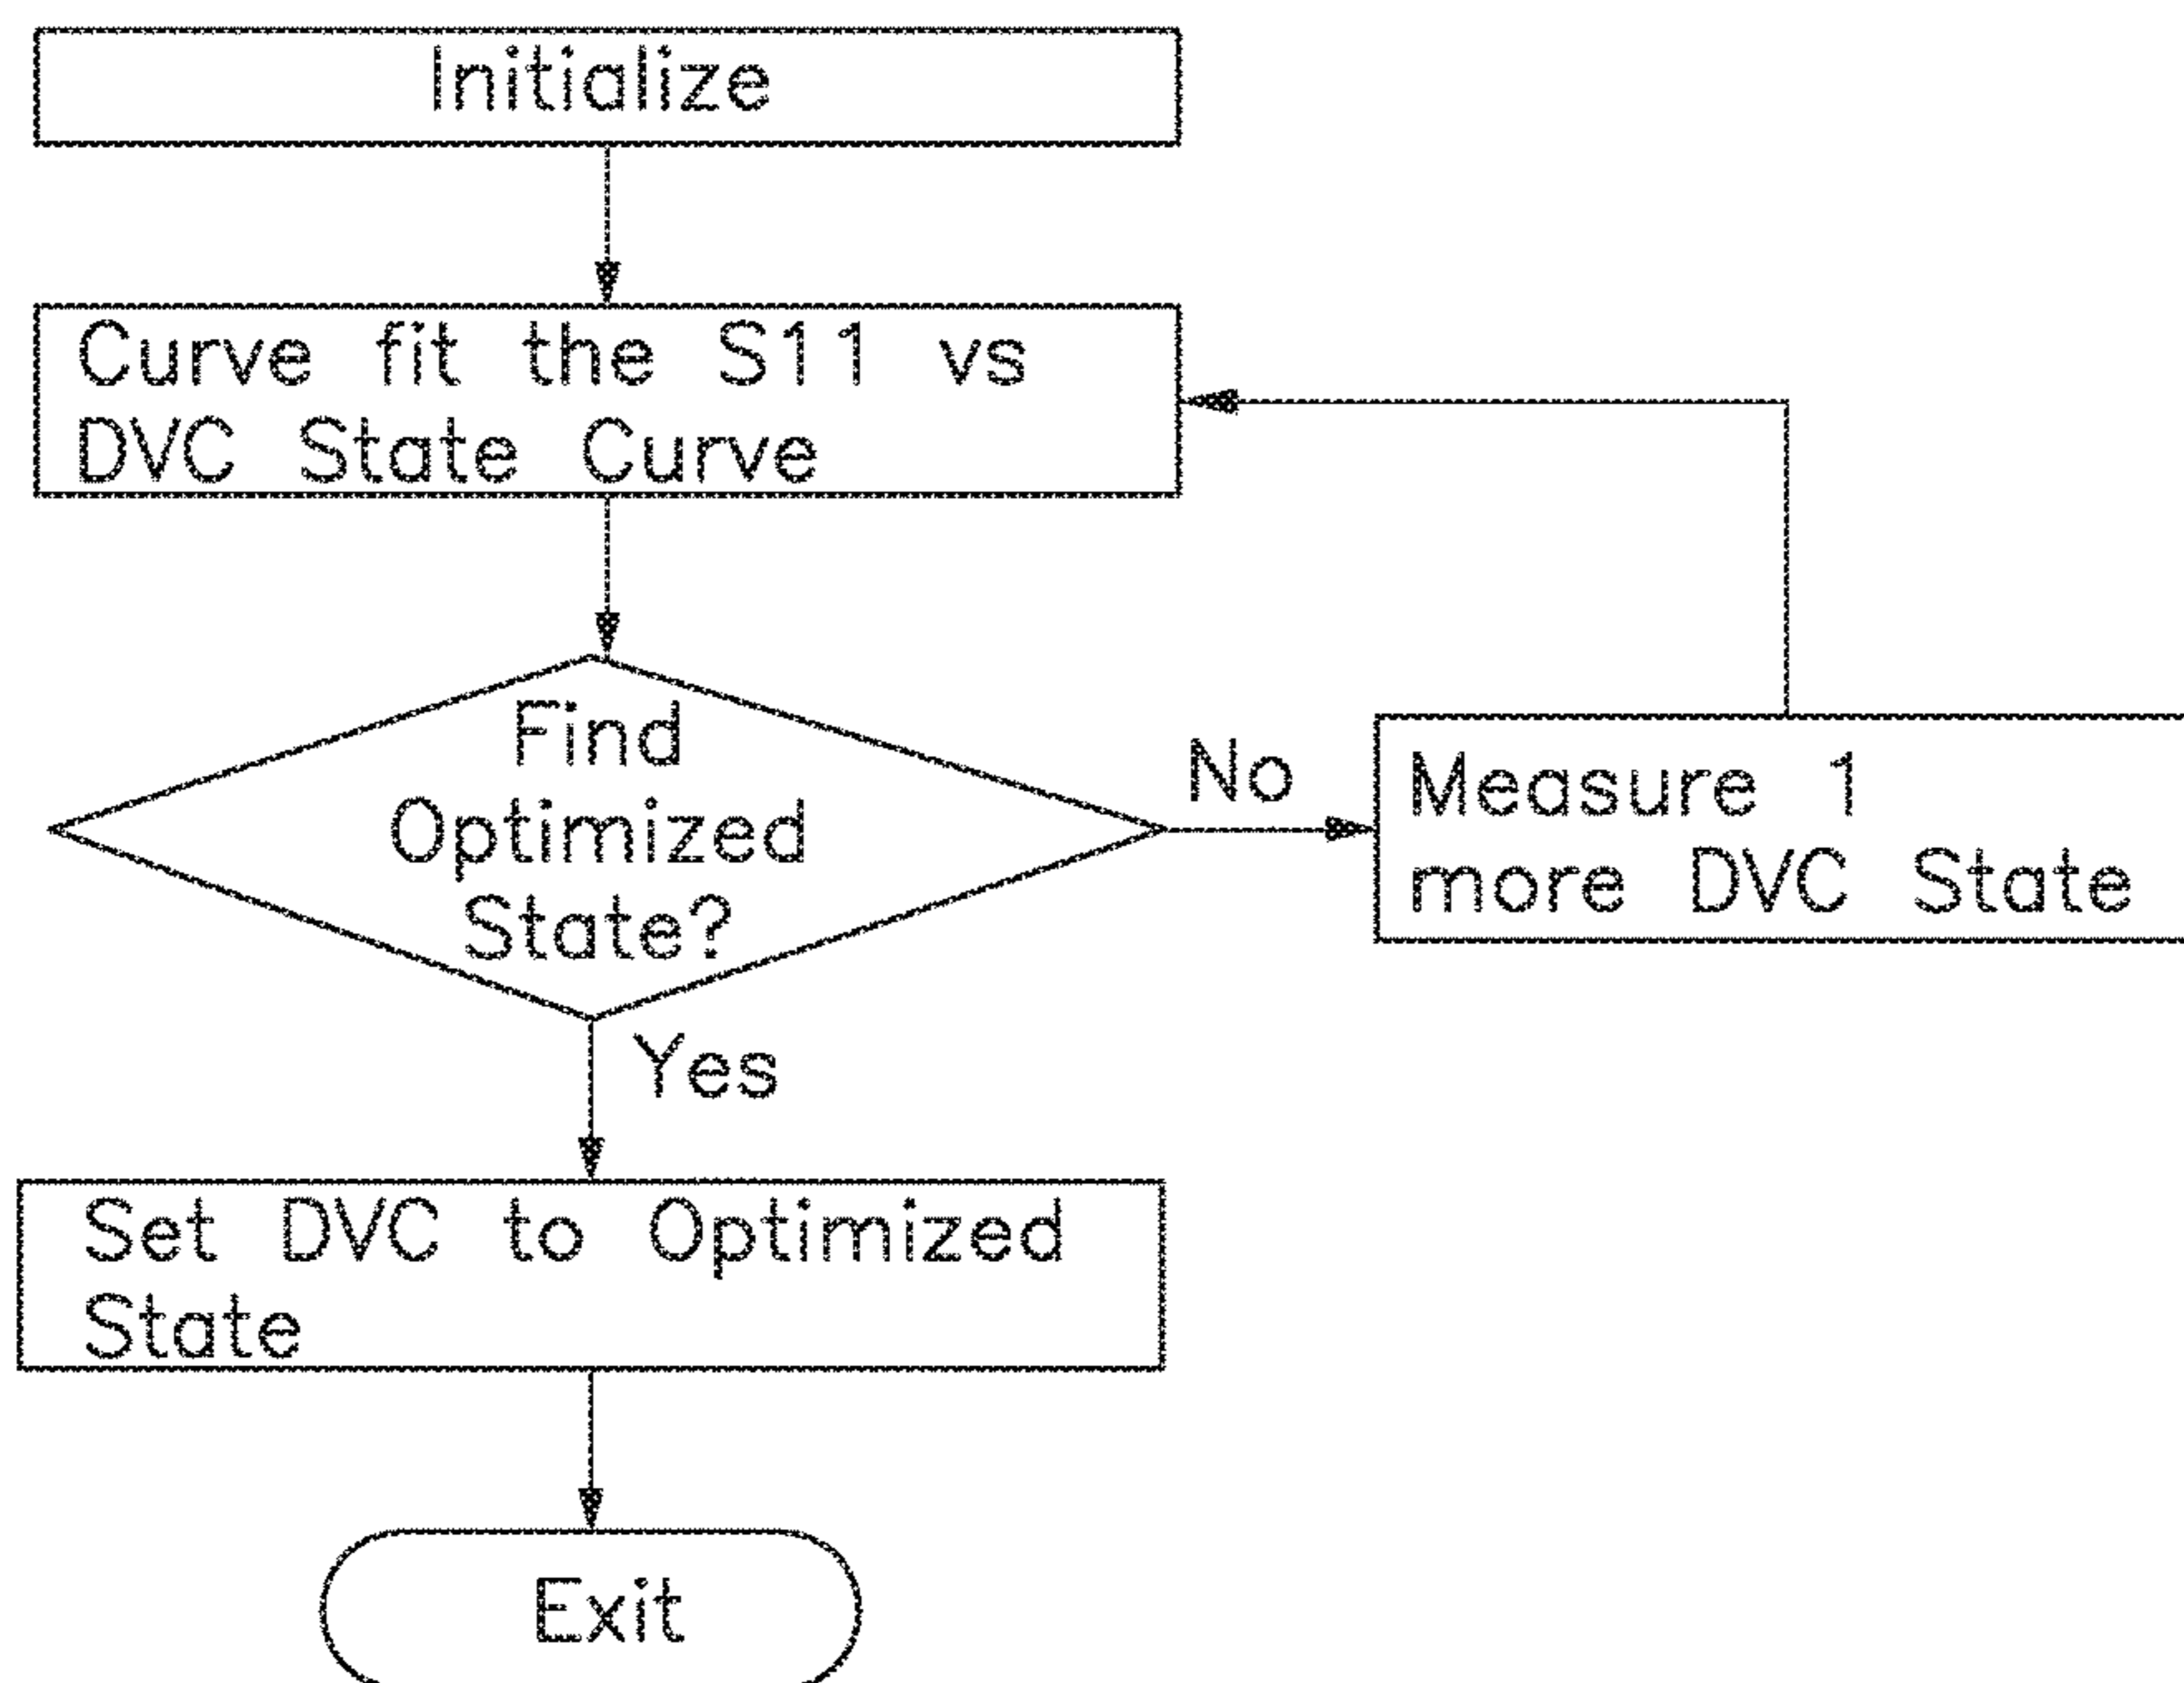 Initialize
Curve fit the S11 vs
DVC State Curve
Find
Optimized
State?
No
Measure 1
more DVC State
Yes
Set DVC to Optimized
State
Exit